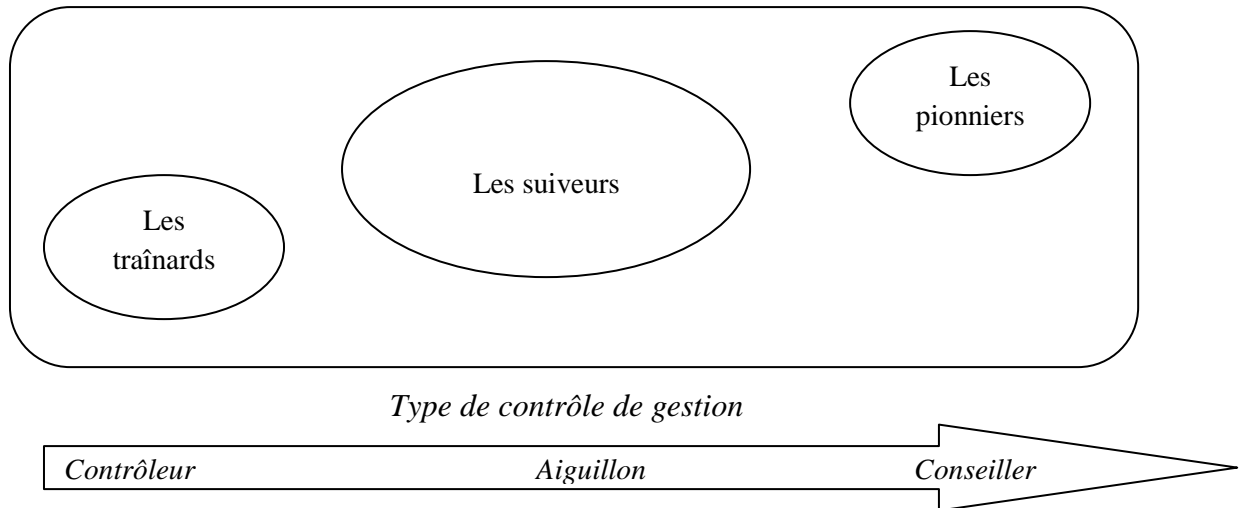 Les
pionniers
Les suiveurs
Les
traînards
Type de contrôle de gestion
Contrôleur Aiguillon Conseiller